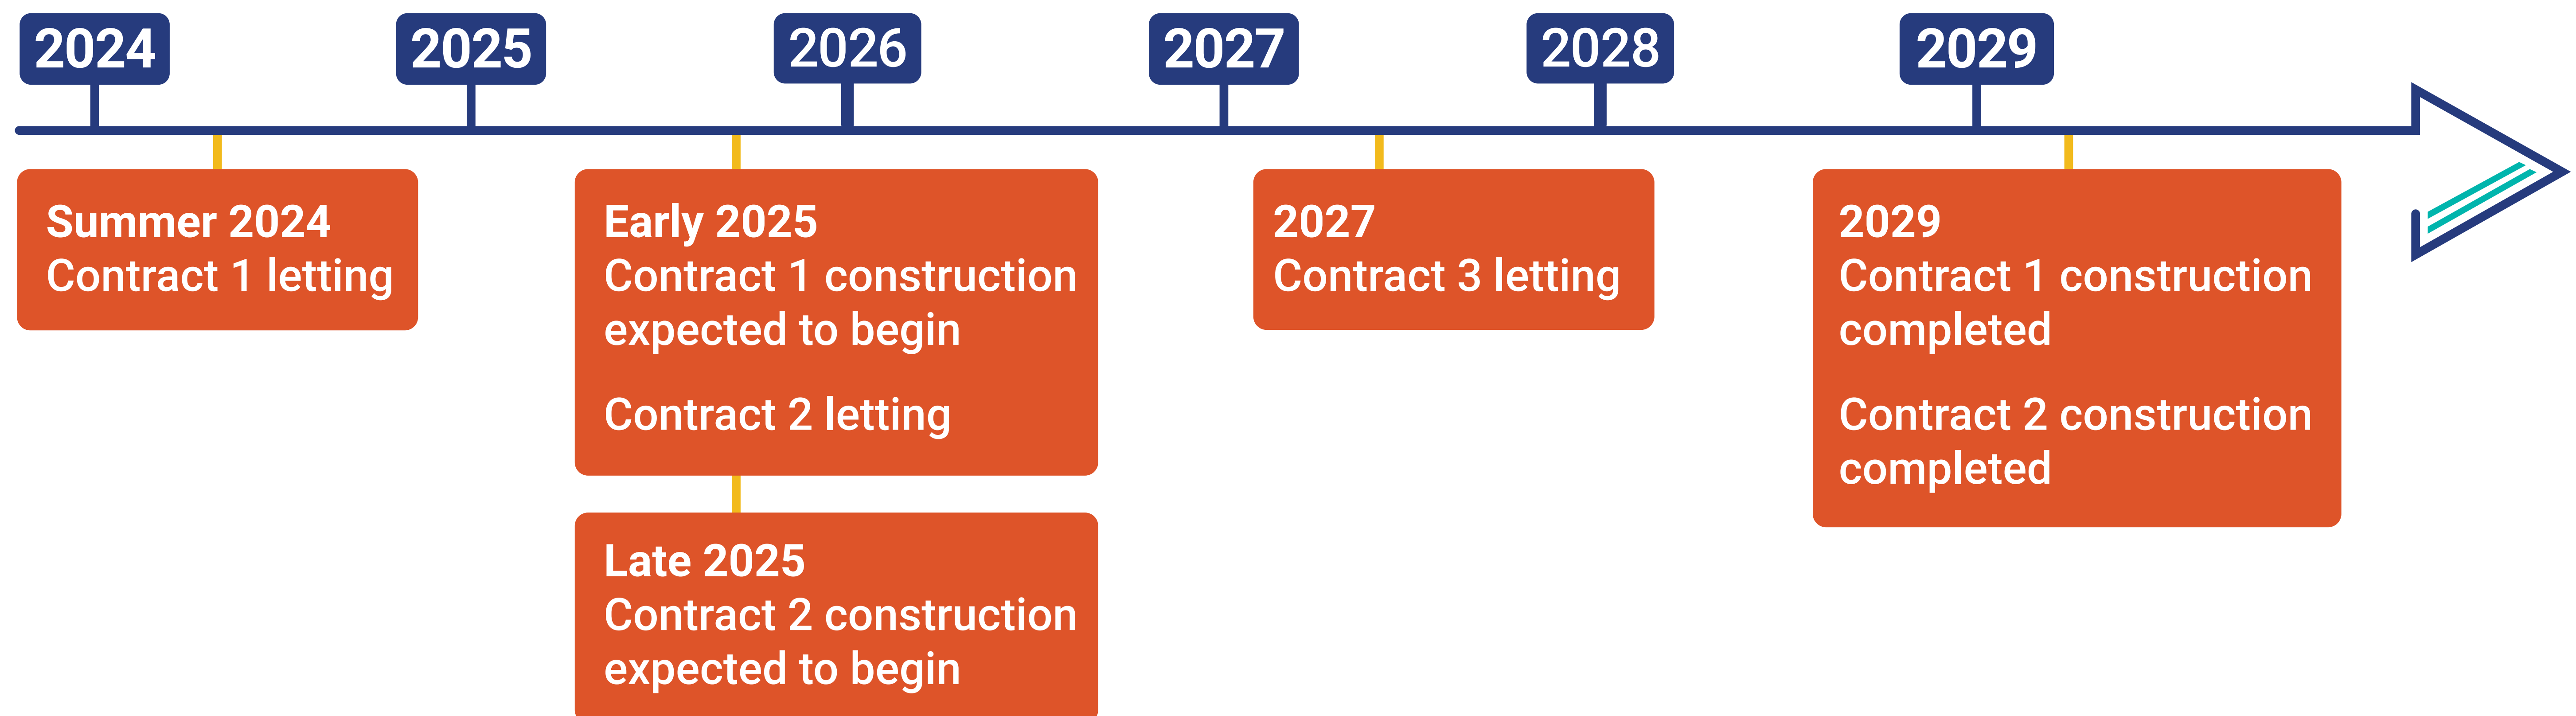 2024
2025
2026
2027
2028
2029
Summer 2024
Contract 1 letting
Early 2025
Contract 1 construction
expected to begin
Contract 2 letting
Late 2025
Contract 2 construction
expected to begin
2027
Contract 3 letting
2029
Contract 1 construction
completed
Contract 2 construction
completed